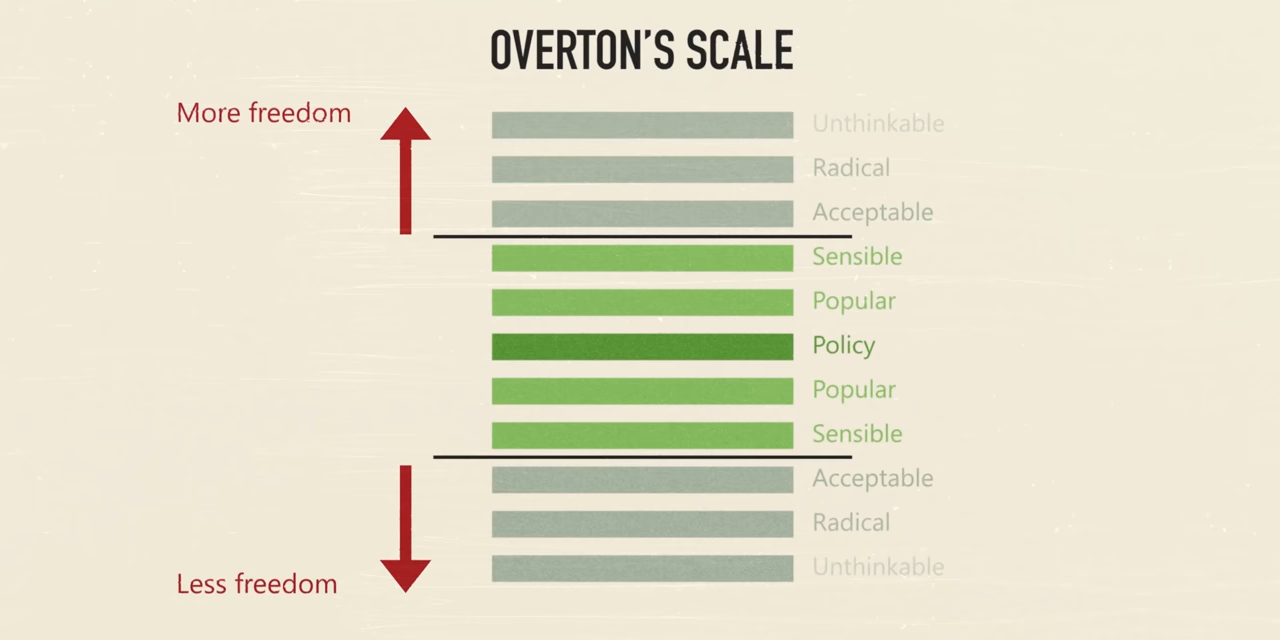 OVERTON'S SCALE
More freedom
Unthinkable
Radical
Acceptable
Sensible
Popular
Policy
Popular
Sensible
Acceptable
Radical
Unthinkable
Less freedom